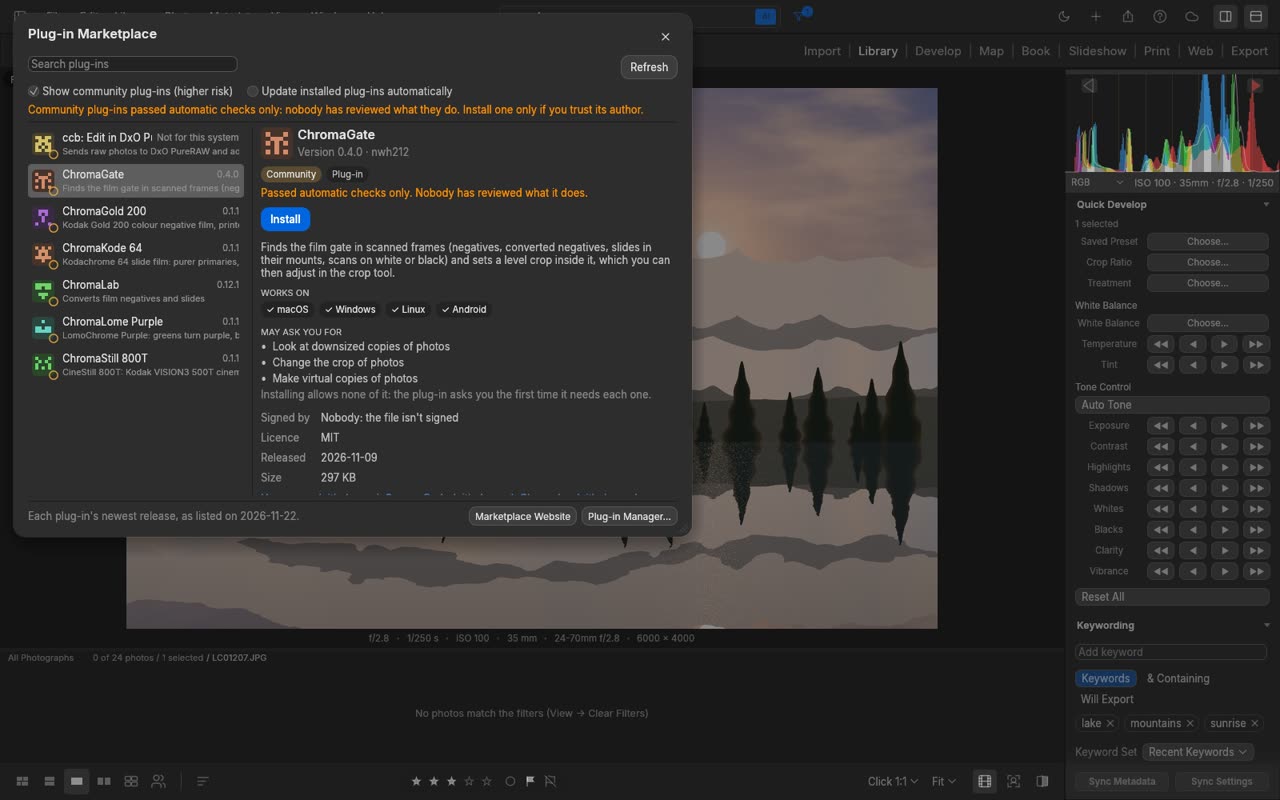 Plug-in Marketplace
Search plug-ins
Refresh
Show community plug-ins (higher risk)
Update installed plug-ins automatically
Community plug-ins passed automatic checks only: nobody has reviewed what they do. Install one only if you trust its author.
ccb: Edit in DxO P
Not for this system
Sends raw photos to DxO PureRAW and ac
ChromaGate
0.4.0
Finds the film gate in scanned frames (neg
ChromaGold 200
0.1.1
Kodak Gold 200 colour negative film, printe
ChromaKode 64
0.1.1
Kodachrome 64 slide film: purer primaries,
ChromaLab
0.12.1
Converts film negatives and slides
ChromaLome Purple
0.1.1
LomoChrome Purple: greens turn purple, b
ChromaStill 800T
0.1.1
CineStill 800T: Kodak VISION3 500T cinem
ChromaGate
Version 0.4.0 · nwh212
Community
Plug-in
Passed automatic checks only. Nobody has reviewed what it does.
Install
Finds the film gate in scanned frames (negatives, converted negatives, slides in
their mounts, scans on white or black) and sets a level crop inside it, which you can
then adjust in the crop tool.
WORKS ON
✓ macOS
✓ Windows
✓ Linux
✓ Android
MAY ASK YOU FOR
• Look at downsized copies of photos
• Change the crop of photos
• Make virtual copies of photos
Installing allows none of it: the plug-in asks you the first time it needs each one.
Signed by Nobody: the file isn't signed
Licence MIT
Released 2026-11-09
Size 297 KB
Each plug-in's newest release, as listed on 2026-11-22.
Marketplace Website
Plug-in Manager...
Import
Library
Develop
Map
Book
Slideshow
Print
Web
Export
RGB
ISO 100 · 35mm · f/2.8 · 1/250
Quick Develop
1 selected
Saved Preset Choose...
Crop Ratio Choose...
Treatment Choose...
White Balance
White Balance Choose...
Temperature
Tint
Tone Control
Auto Tone
Exposure
Contrast
Highlights
Shadows
Whites
Blacks
Clarity
Vibrance
Reset All
Keywording
Add keyword
Keywords
& Containing
Will Export
lake
mountains
sunrise
Keyword Set Recent Keywords
Sync Metadata
Sync Settings
f/2.8 · 1/250 s · ISO 100 · 35 mm · 24-70mm f/2.8 · 6000 × 4000
All Photographs
0 of 24 photos / 1 selected / LC01207.JPG
No photos match the filters (View → Clear Filters)
Click 1:1
Fit